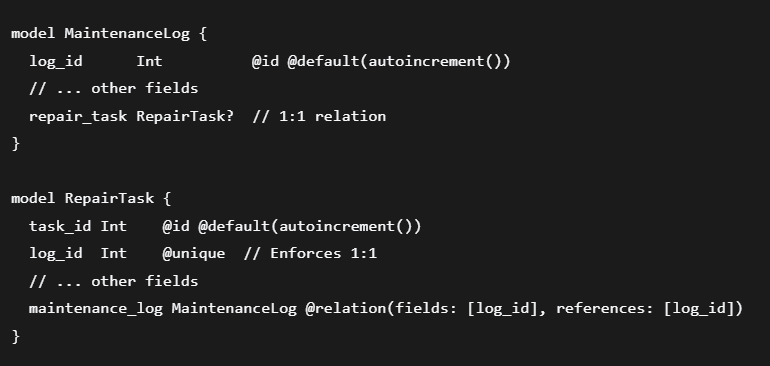 model MaintenanceLog {
  log_id      Int          @id @default(autoincrement())
  // ... other fields
  repair_task RepairTask?  // 1:1 relation
}

model RepairTask {
  task_id Int    @id @default(autoincrement())
  log_id  Int    @unique  // Enforces 1:1
  // ... other fields
  maintenance_log MaintenanceLog @relation(fields: [log_id], references: [log_id])
}